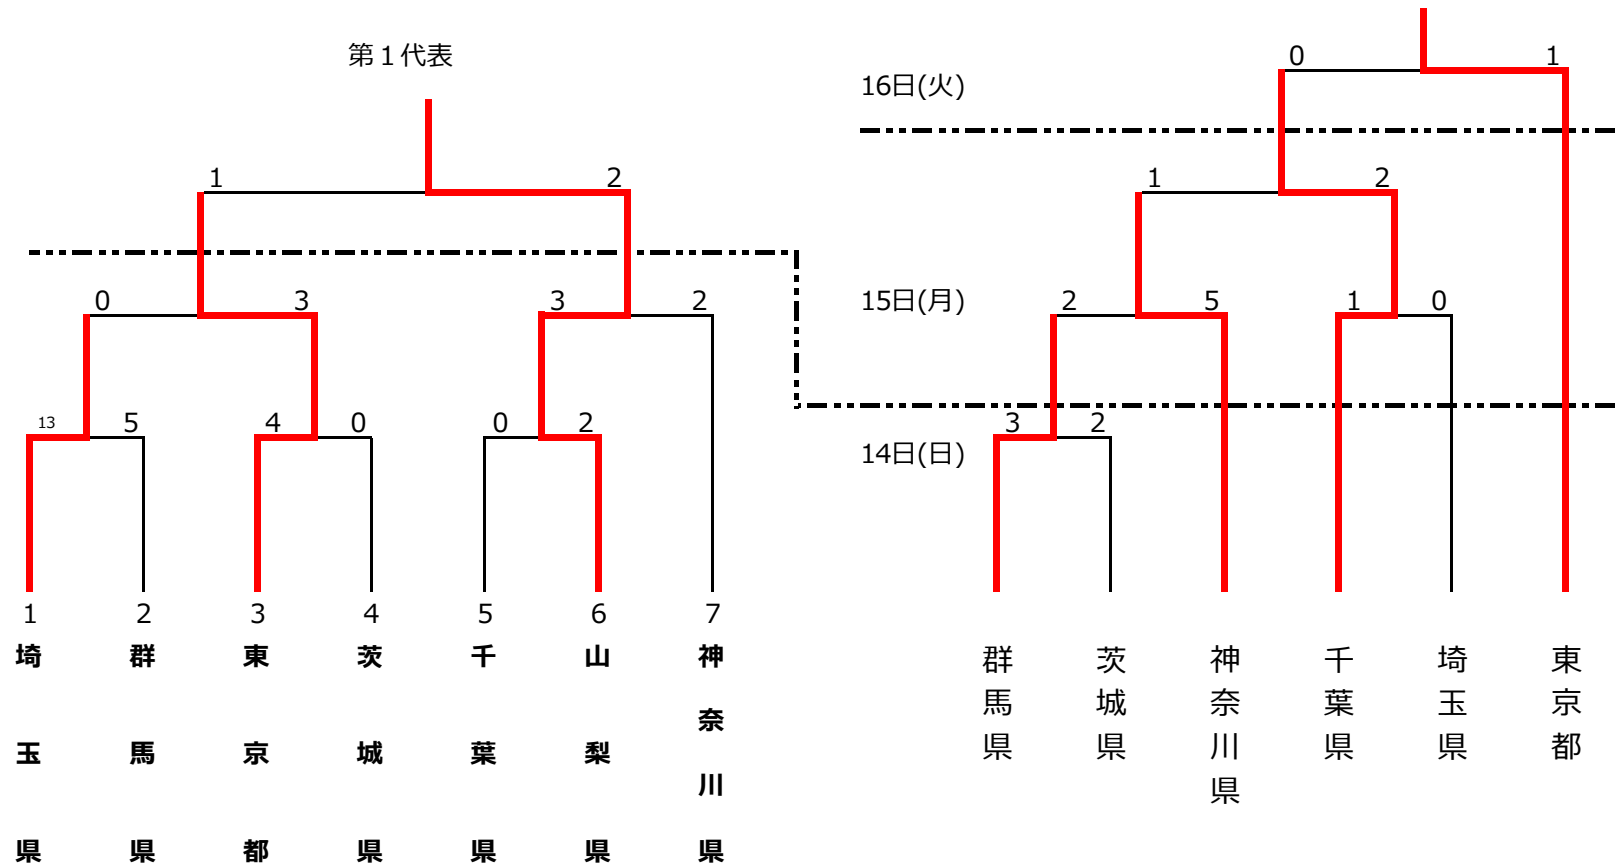 第１代表
0 1
16日(火)
1 2
1 2
0 3
3 2
15日(月)
2 5
1 0
13 5
4 0
0 2
3 2
14日(日)
1 2 3 4 5 6 7
埼玉県
群馬県
東京都
茨城県
千葉県
山梨県
神奈川県
群馬県
茨城県
神奈川県
千葉県
埼玉県
東京都